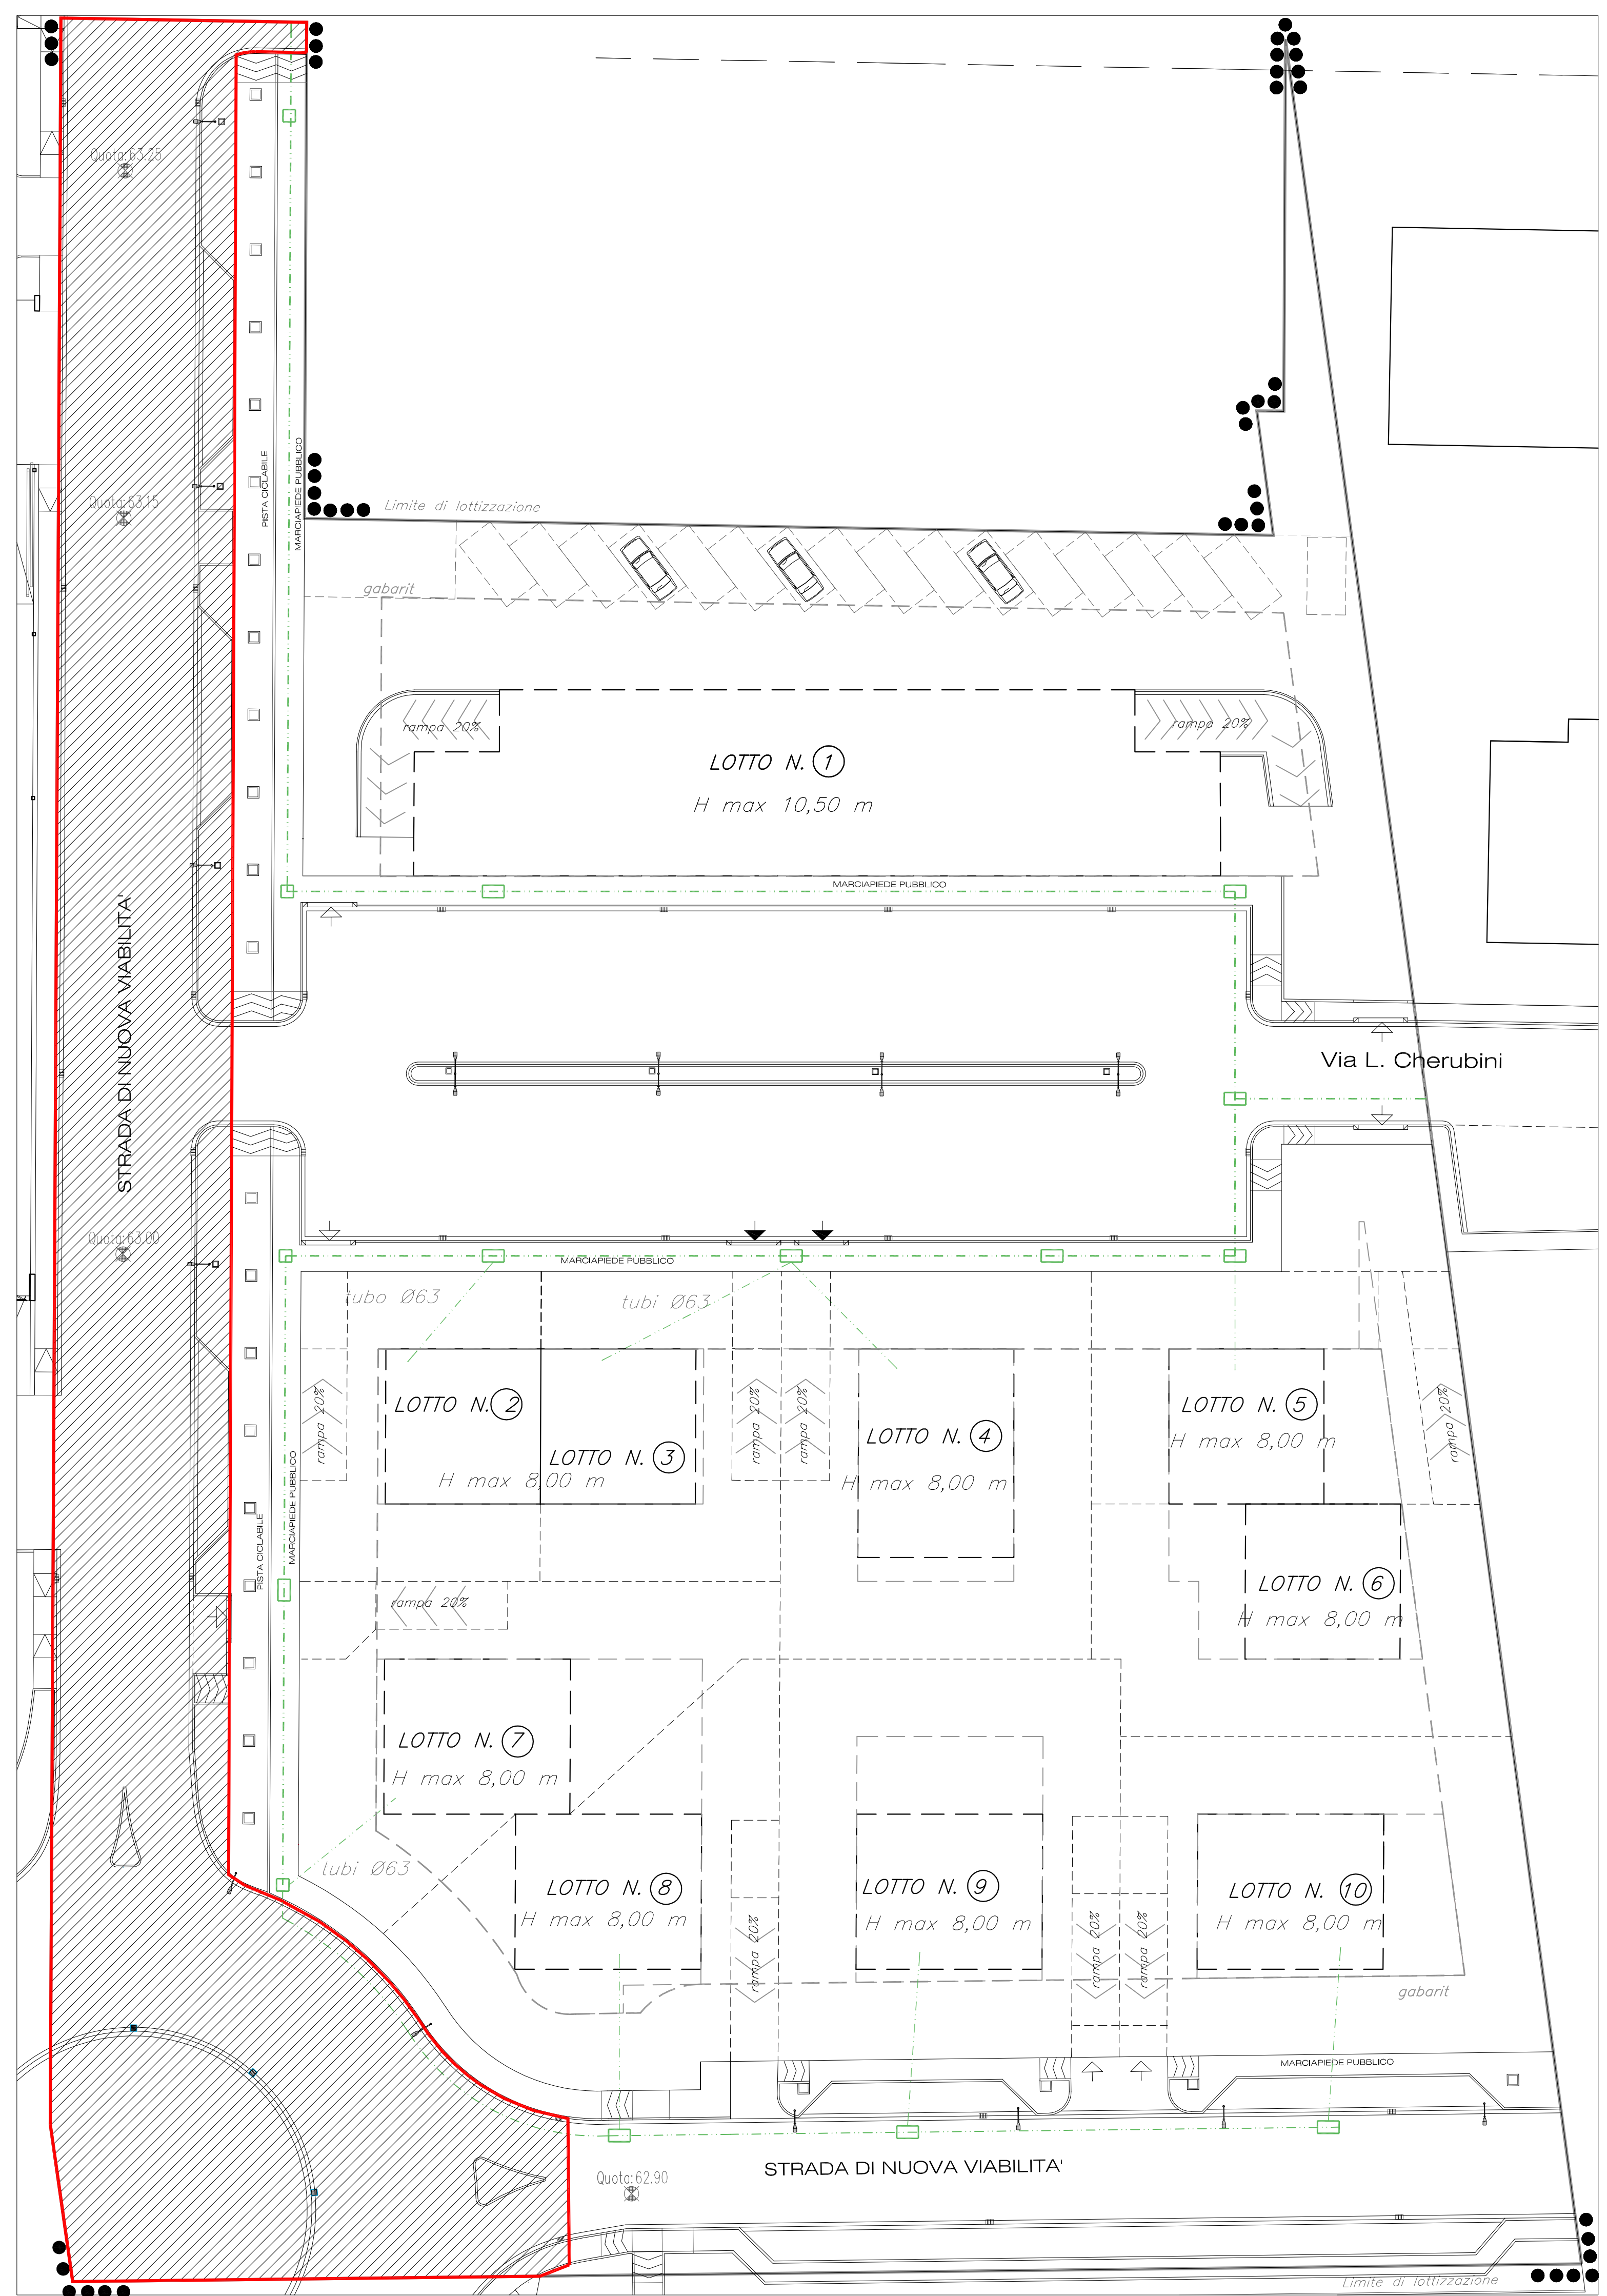 Quota: 63.25
PISTA CICLABILE
MARCIAPIEDE PUBBLICO
Quota: 63.15
Limite di lottizzazione
gabarit
rampa 20%
rampa 20%
LOTTO N. 1
H max 10,50 m
MARCIAPIEDE PUBBLICO
STRADA DI NUOVA VIABILITA'
Via L. Cherubini
Quota: 63.00
MARCIAPIEDE PUBBLICO
tubo Ø63
tubi Ø63
rampa 20%
LOTTO N. 2
LOTTO N. 3
H max 8,00 m
rampa 20%
rampa 20%
LOTTO N. 4
H max 8,00 m
LOTTO N. 5
H max 8,00 m
rampa 20%
MARCIAPIEDE PUBBLICO
PISTA CICLABILE
LOTTO N. 6
H max 8,00 m
rampa 20%
LOTTO N. 7
H max 8,00 m
tubi Ø63
LOTTO N. 8
H max 8,00 m
rampa 20%
LOTTO N. 9
H max 8,00 m
rampa 20%
rampa 20%
LOTTO N. 10
H max 8,00 m
gabarit
MARCIAPIEDE PUBBLICO
STRADA DI NUOVA VIABILITA'
Quota: 62.90
Limite di lottizzazione